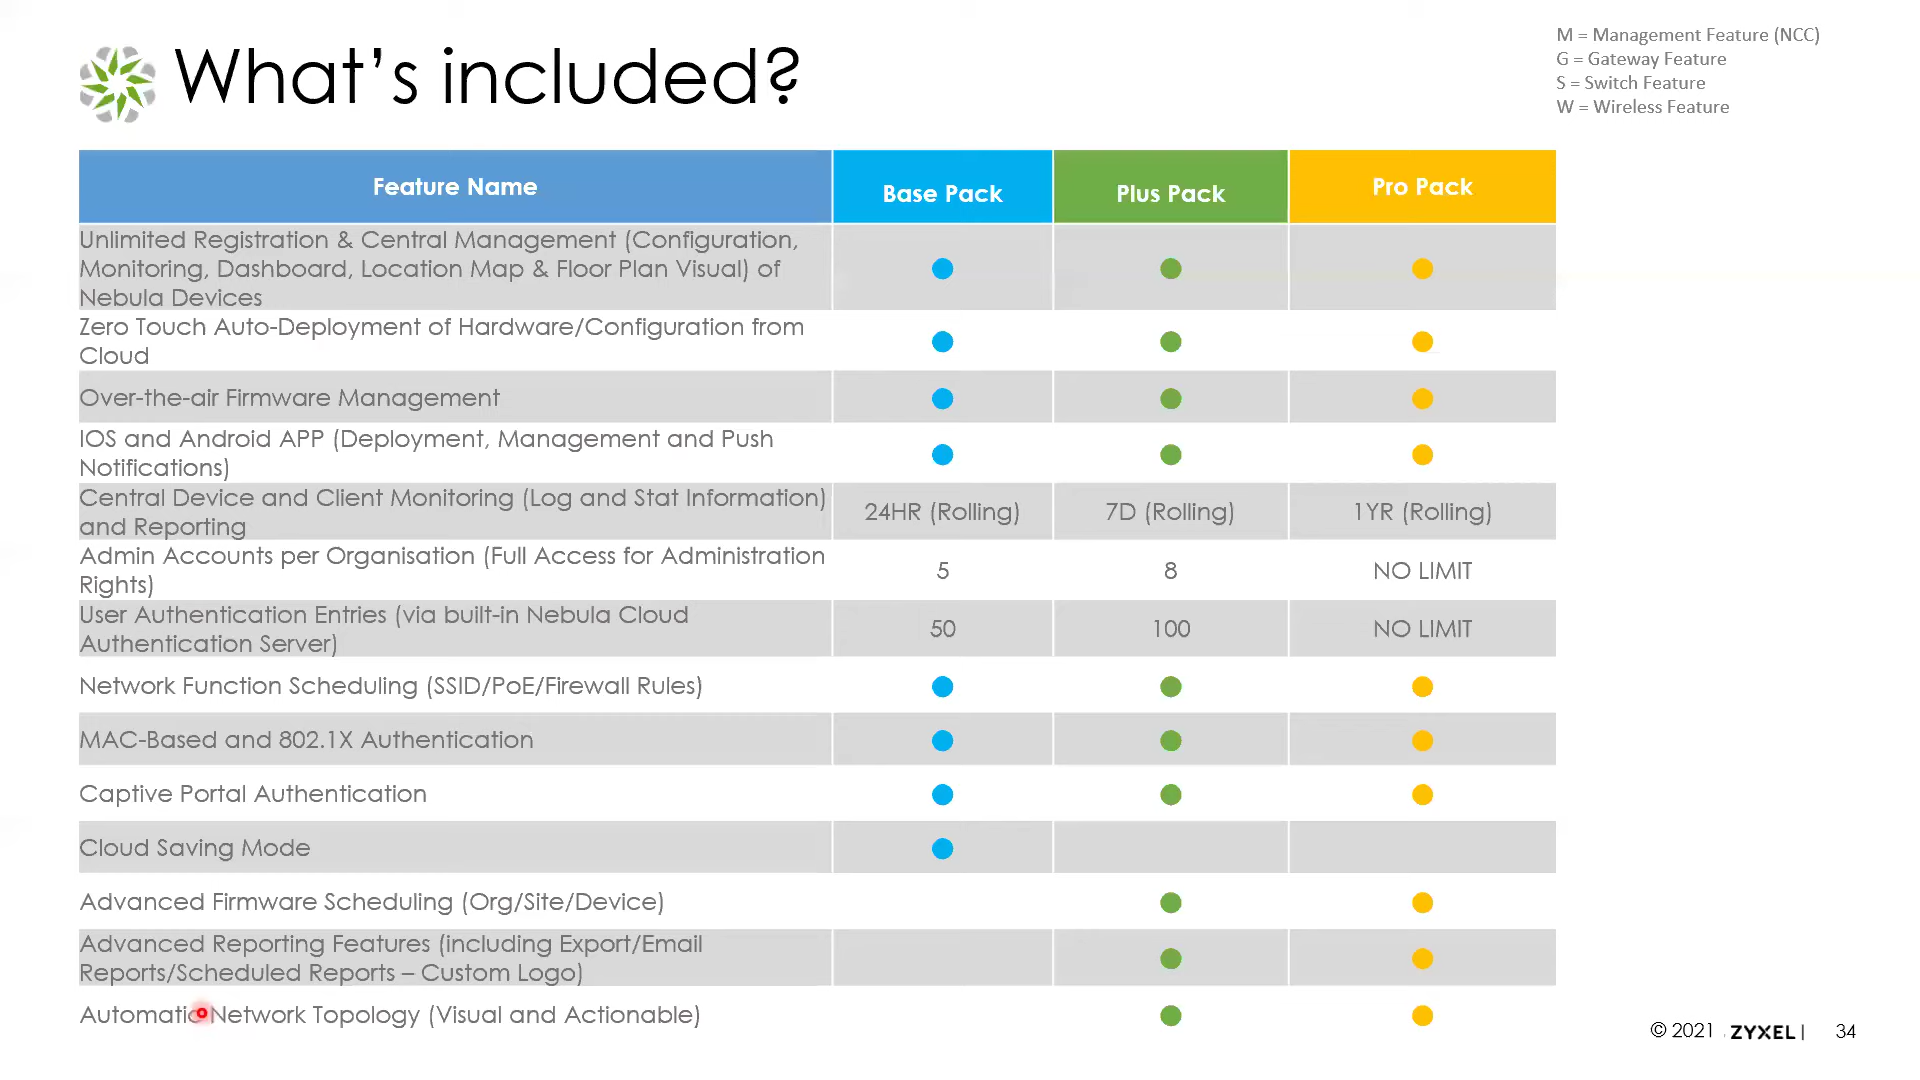 What's included?
M = Management Feature (NCC)
G = Gateway Feature
S = Switch Feature
W = Wireless Feature
Feature Name
Base Pack
Plus Pack
Pro Pack
Unlimited Registration & Central Management (Configuration,
Monitoring, Dashboard, Location Map & Floor Plan Visual) of
Nebula Devices
Zero Touch Auto-Deployment of Hardware/Configuration from
Cloud
Over-the-air Firmware Management
IOS and Android APP (Deployment, Management and Push
Notifications)
Central Device and Client Monitoring (Log and Stat Information)
and Reporting
24HR (Rolling)
7D (Rolling)
1YR (Rolling)
Admin Accounts per Organisation (Full Access for Administration
Rights)
5
8
NO LIMIT
User Authentication Entries (via built-in Nebula Cloud
Authentication Server)
50
100
NO LIMIT
Network Function Scheduling (SSID/PoE/Firewall Rules)
MAC-Based and 802.1X Authentication
Captive Portal Authentication
Cloud Saving Mode
Advanced Firmware Scheduling (Org/Site/Device)
Advanced Reporting Features (including Export/Email
Reports/Scheduled Reports – Custom Logo)
Automatic Network Topology (Visual and Actionable)
© 2021 ZYXEL | 34